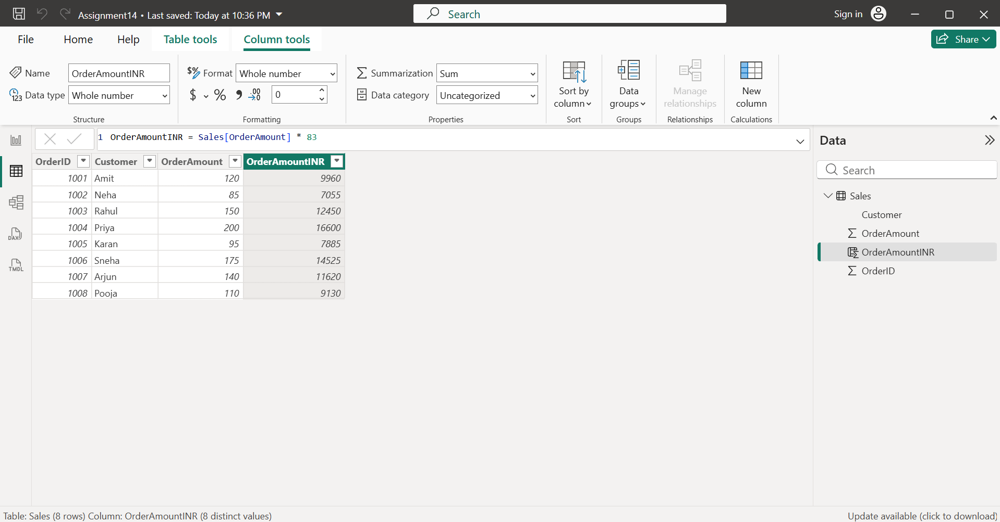 Assignment14 • Last saved: Today at 10:36 PM
Search
Sign in
File
Home
Help
Table tools
Column tools
Share
Name
OrderAmountINR
Data type
Whole number
Structure
$% Format
Whole number
$ % , .00 0
Formatting
Summarization
Sum
Data category
Uncategorized
Properties
Sort by
column
Sort
Data
groups
Groups
Manage
relationships
Relationships
New
column
Calculations
1 OrderAmountINR = Sales[OrderAmount] * 83
OrderID Customer OrderAmount OrderAmountINR
1001 Amit 120 9960
1002 Neha 85 7055
1003 Rahul 150 12450
1004 Priya 200 16600
1005 Karan 95 7885
1006 Sneha 175 14525
1007 Arjun 140 11620
1008 Pooja 110 9130
DAX
TMDL
Data
Search
Sales
Customer
OrderAmount
OrderAmountINR
OrderID
Table: Sales (8 rows) Column: OrderAmountINR (8 distinct values)
Update available (click to download)